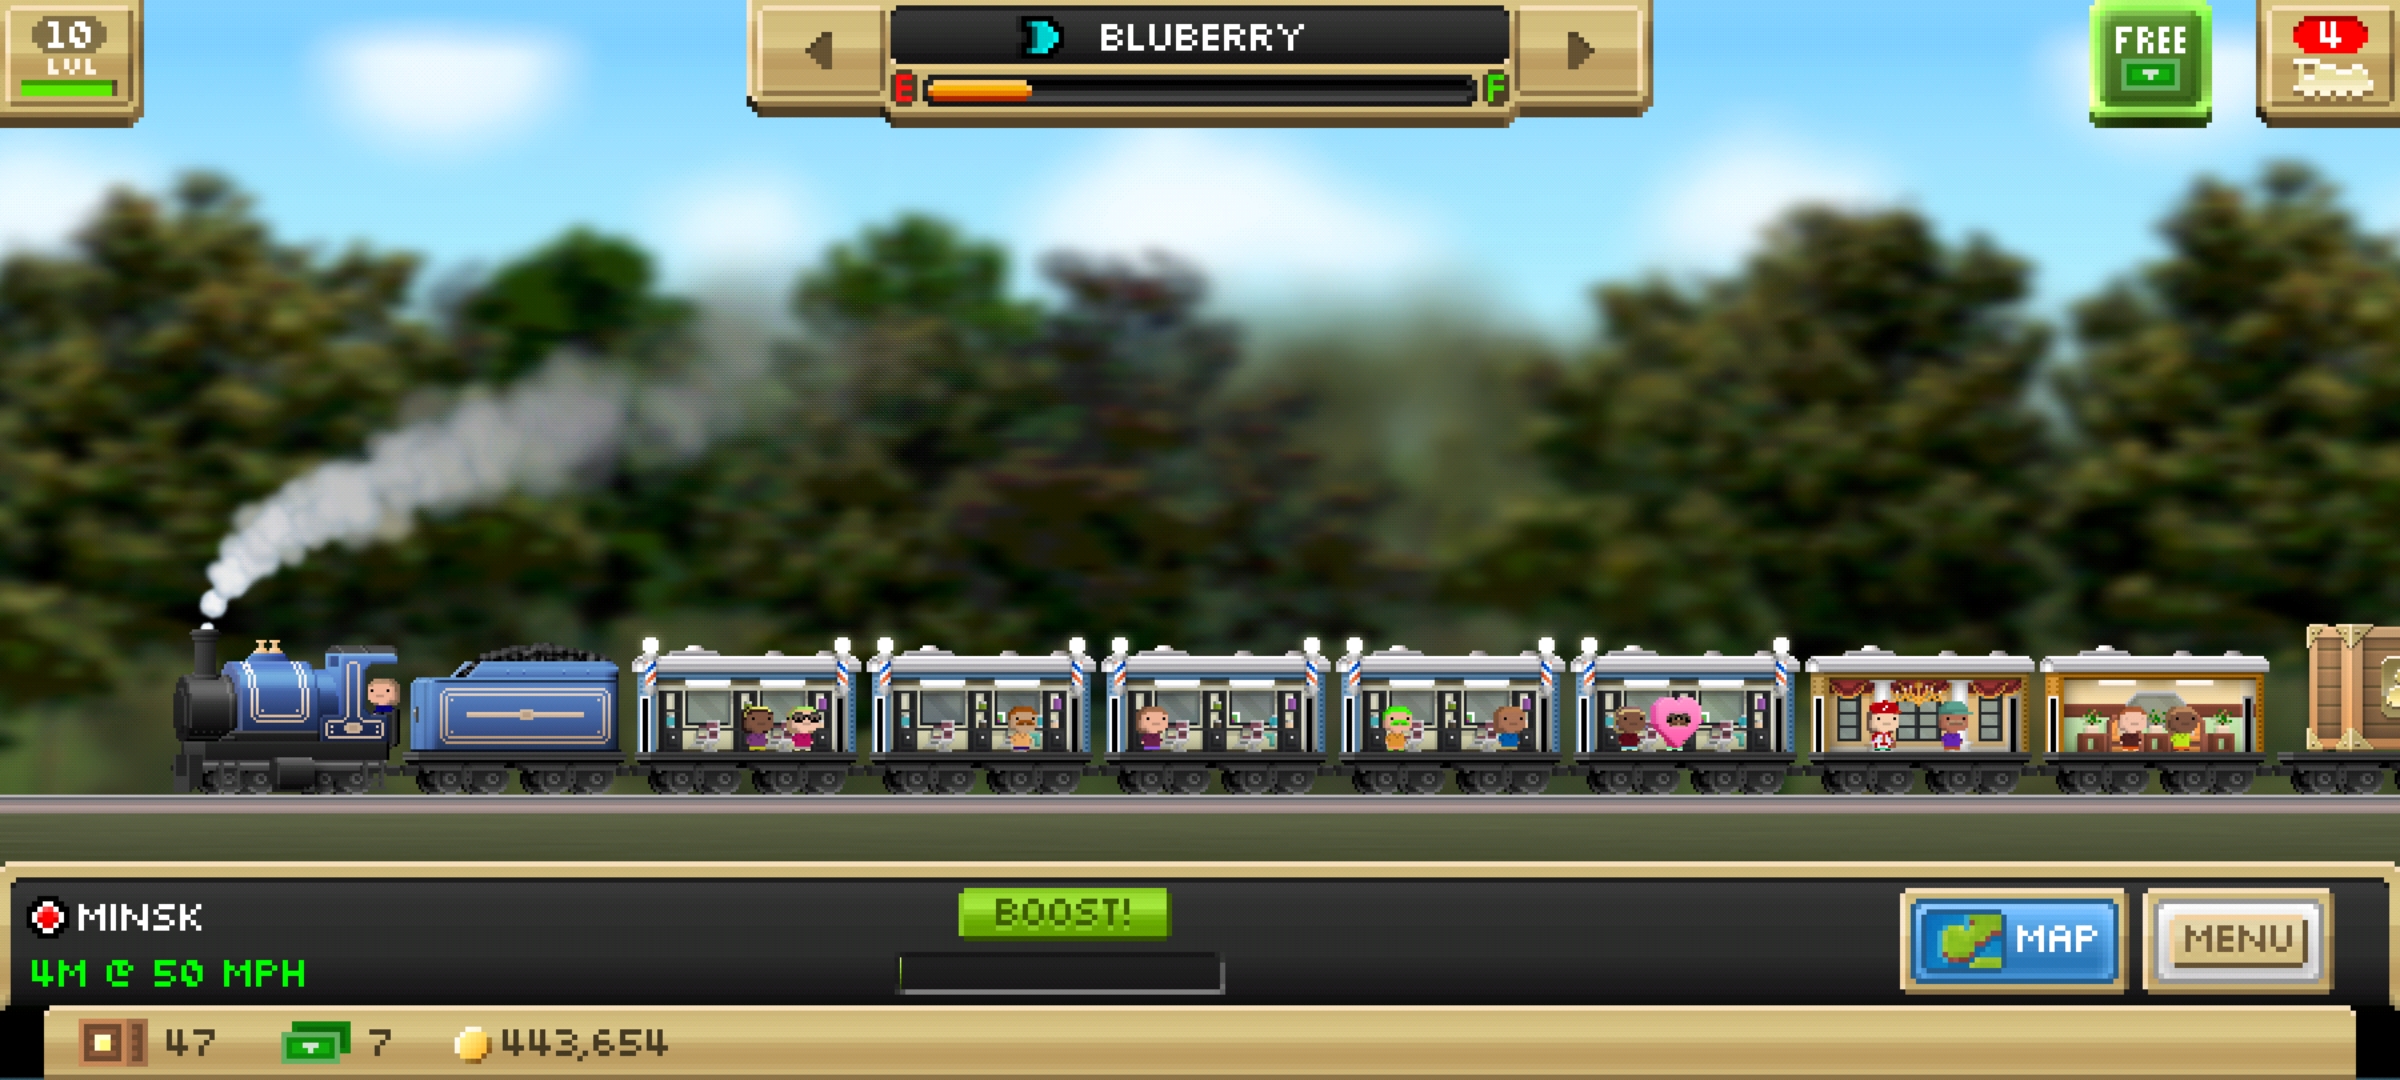 10
LVL
BLUBERRY
E F
FREE
4
MINSK
4M @ 50 MPH
BOOST!
MAP
MENU
47
7
443,654